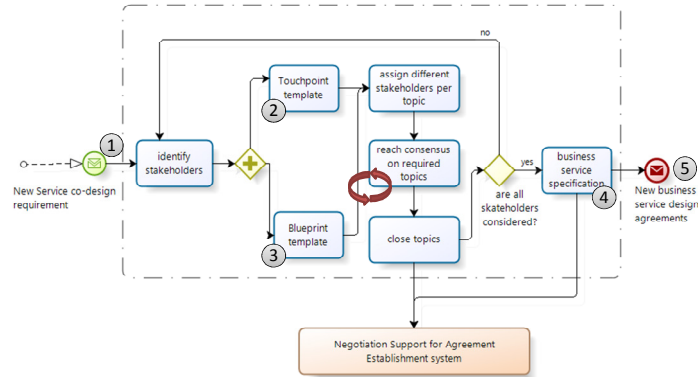 no
Touchpoint
template
2
assign different
stakeholders per
topic
1
identify
stakeholders
New Service co-design
requirement
reach consensus
on required
topics
yes
business
service
specification
4
5
New business
service design
agreements
are all
skateholders
considered?
Blueprint
template
3
close topics
Negotiation Support for Agreement
Establishment system